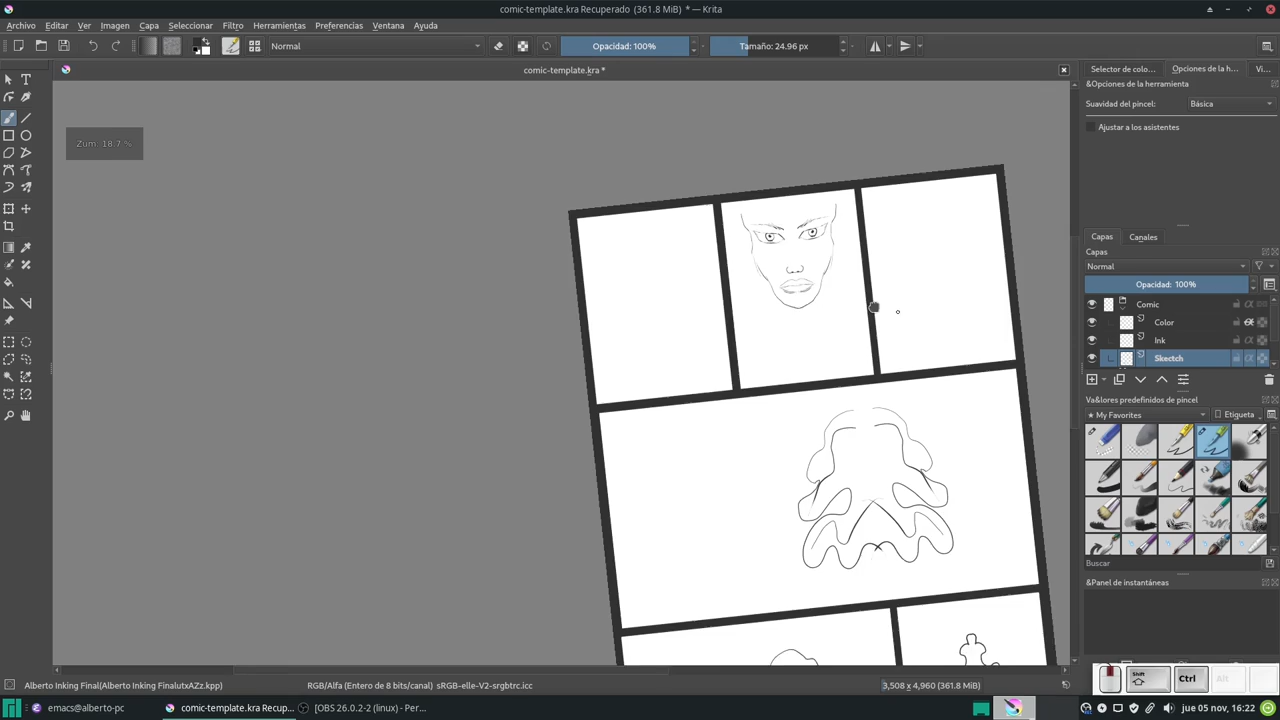 comic-template.kra Recuperado (361.8 MiB) * — Krita
Archivo Editar Ver Imagen Capa Seleccionar Filtro Herramientas Preferencias Ventana Ayuda
Normal
Opacidad: 100%
Tamaño: 24.96 px
comic-template.kra *
Zum 18.7 %
Selector de colo...
Opciones de la h...
Vi...
&Opciones de la herramienta
Suavidad del pincel:
Básica
Ajustar a los asistentes
Capas
Canales
Capas
Normal
Opacidad: 100%
Comic
Color
Ink
Skectch
Va&lores predefinidos de pincel
★ My Favorites
Etiqueta
Buscar
&Panel de instantáneas
Alberto Inking Final(Alberto Inking FinalutxAZz.kpp)
RGB/Alfa (Entero de 8 bits/canal) sRGB-elle-V2-srgbtrc.icc
3,508 x 4,960 (361.8 MiB)
Shift
Ctrl
Alt
emacs@alberto-pc
comic-template.kra Recup...
[OBS 26.0.2-2 (linux) - Per...
jue 05 nov, 16:22